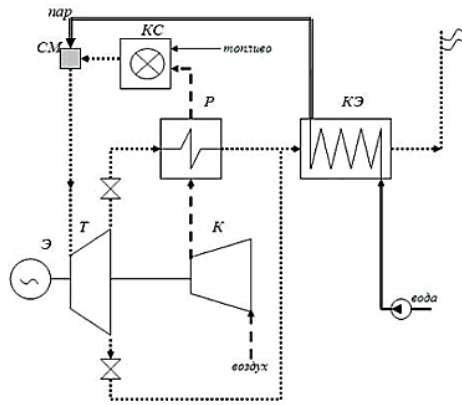 пар
КС
СМ
топливо
Р
КЭ
Э
Т
К
вода
воздух